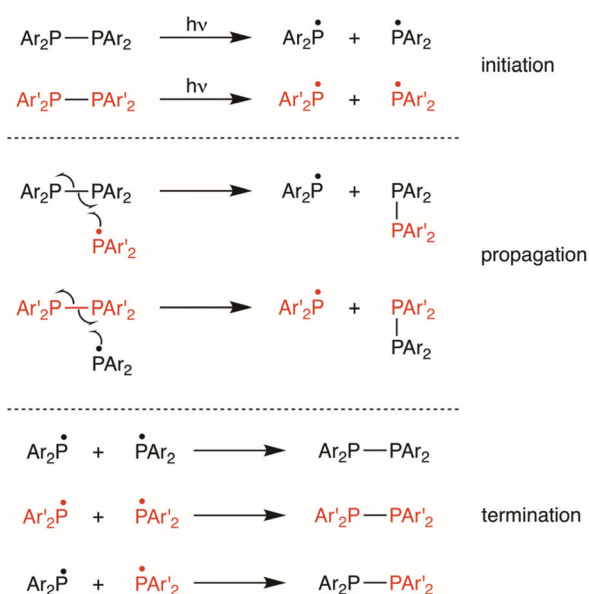 Ar₂P—PAr₂ hν Ar₂P• + •PAr₂
initiation
Ar'₂P—PAr'₂ hν Ar'₂P• + •PAr'₂
Ar₂P—PAr₂ Ar₂P• + PAr₂
•PAr'₂ PAr'₂
propagation
Ar'₂P—PAr'₂ Ar'₂P• + PAr'₂
•PAr₂ PAr₂
Ar₂P• + •PAr₂ Ar₂P—PAr₂
Ar'₂P• + •PAr'₂ Ar'₂P—PAr'₂ termination
Ar₂P• + •PAr'₂ Ar₂P—PAr'₂